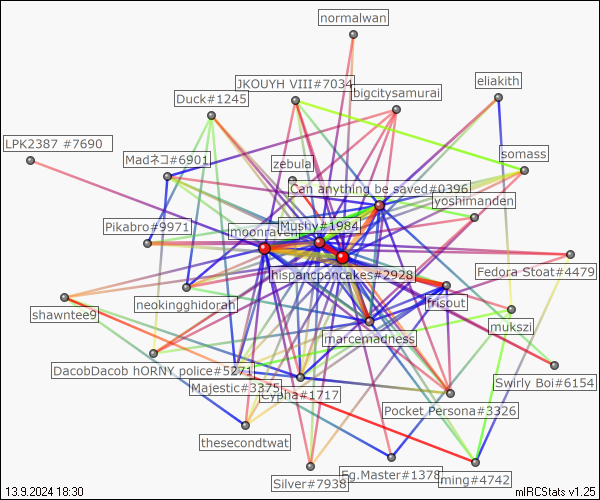 normalwan
JKOUYH VIII#7034
eliakith
bigcitysamurai
Duck#1245
LPK2387 #7690
Madネコ#6901
zebula
somass
Can anything be saved#0396
yoshimanden
Pikabro#9971
moonraven
Mushy#1984
hispancpancakes#2928
Fedora Stoat#4479
neokingghidorah
frisout
shawntee9
mukszi
marcemadness
DacobDacob hORNY police#5271
Swirly Boi#6154
Majestic#3375
Cypha#1717
Pocket Persona#3326
thesecondtwat
Eg.Master#1378
ming#4742
Silver#7938
13.9.2024 18:30
mIRCStats v1.25